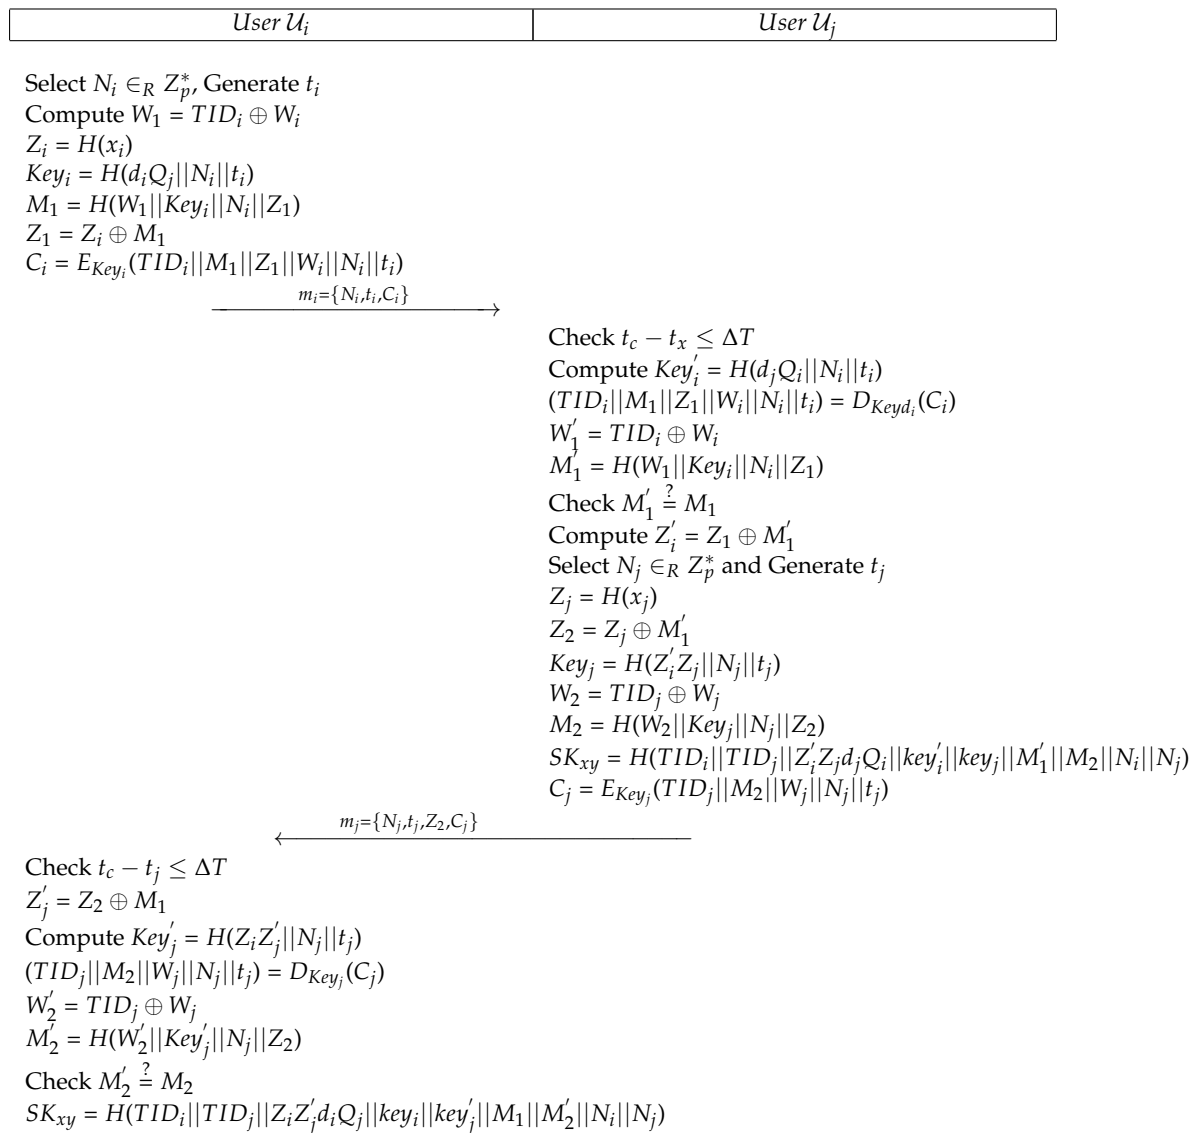 User 𝒰ᵢ User 𝒰ⱼ
Select Nᵢ ∈_R Z*_p, Generate tᵢ
Compute W₁ = TIDᵢ ⊕ Wᵢ
Zᵢ = H(xᵢ)
Keyᵢ = H(dᵢQⱼ||Nᵢ||tᵢ)
M₁ = H(W₁||Keyᵢ||Nᵢ||Z₁)
Z₁ = Zᵢ ⊕ M₁
Cᵢ = E_{Keyᵢ}(TIDᵢ||M₁||Z₁||Wᵢ||Nᵢ||tᵢ)
mᵢ={Nᵢ,tᵢ,Cᵢ}
Check t_c − t_x ≤ ΔT
Compute Key′ᵢ = H(dⱼQᵢ||Nᵢ||tᵢ)
(TIDᵢ||M₁||Z₁||Wᵢ||Nᵢ||tᵢ) = D_{Keydᵢ}(Cᵢ)
W′₁ = TIDᵢ ⊕ Wᵢ
M′₁ = H(W₁||Keyᵢ||Nᵢ||Z₁)
Check M′₁ ≟ M₁
Compute Z′ᵢ = Z₁ ⊕ M′₁
Select Nⱼ ∈_R Z*_p and Generate tⱼ
Zⱼ = H(xⱼ)
Z₂ = Zⱼ ⊕ M′₁
Keyⱼ = H(Z′ᵢZⱼ||Nⱼ||tⱼ)
W₂ = TIDⱼ ⊕ Wⱼ
M₂ = H(W₂||Keyⱼ||Nⱼ||Z₂)
SK_{xy} = H(TIDᵢ||TIDⱼ||Z′ᵢZⱼdⱼQᵢ||key′ᵢ||keyⱼ||M′₁||M₂||Nᵢ||Nⱼ)
Cⱼ = E_{Keyⱼ}(TIDⱼ||M₂||Wⱼ||Nⱼ||tⱼ)
mⱼ={Nⱼ,tⱼ,Z₂,Cⱼ}
Check t_c − tⱼ ≤ ΔT
Z′ⱼ = Z₂ ⊕ M₁
Compute Key′ⱼ = H(ZᵢZ′ⱼ||Nⱼ||tⱼ)
(TIDⱼ||M₂||Wⱼ||Nⱼ||tⱼ) = D_{Keyⱼ}(Cⱼ)
W′₂ = TIDⱼ ⊕ Wⱼ
M′₂ = H(W′₂||Key′ⱼ||Nⱼ||Z₂)
Check M′₂ ≟ M₂
SK_{xy} = H(TIDᵢ||TIDⱼ||ZᵢZ′ⱼdᵢQⱼ||keyᵢ||key′ⱼ||M₁||M′₂||Nᵢ||Nⱼ)